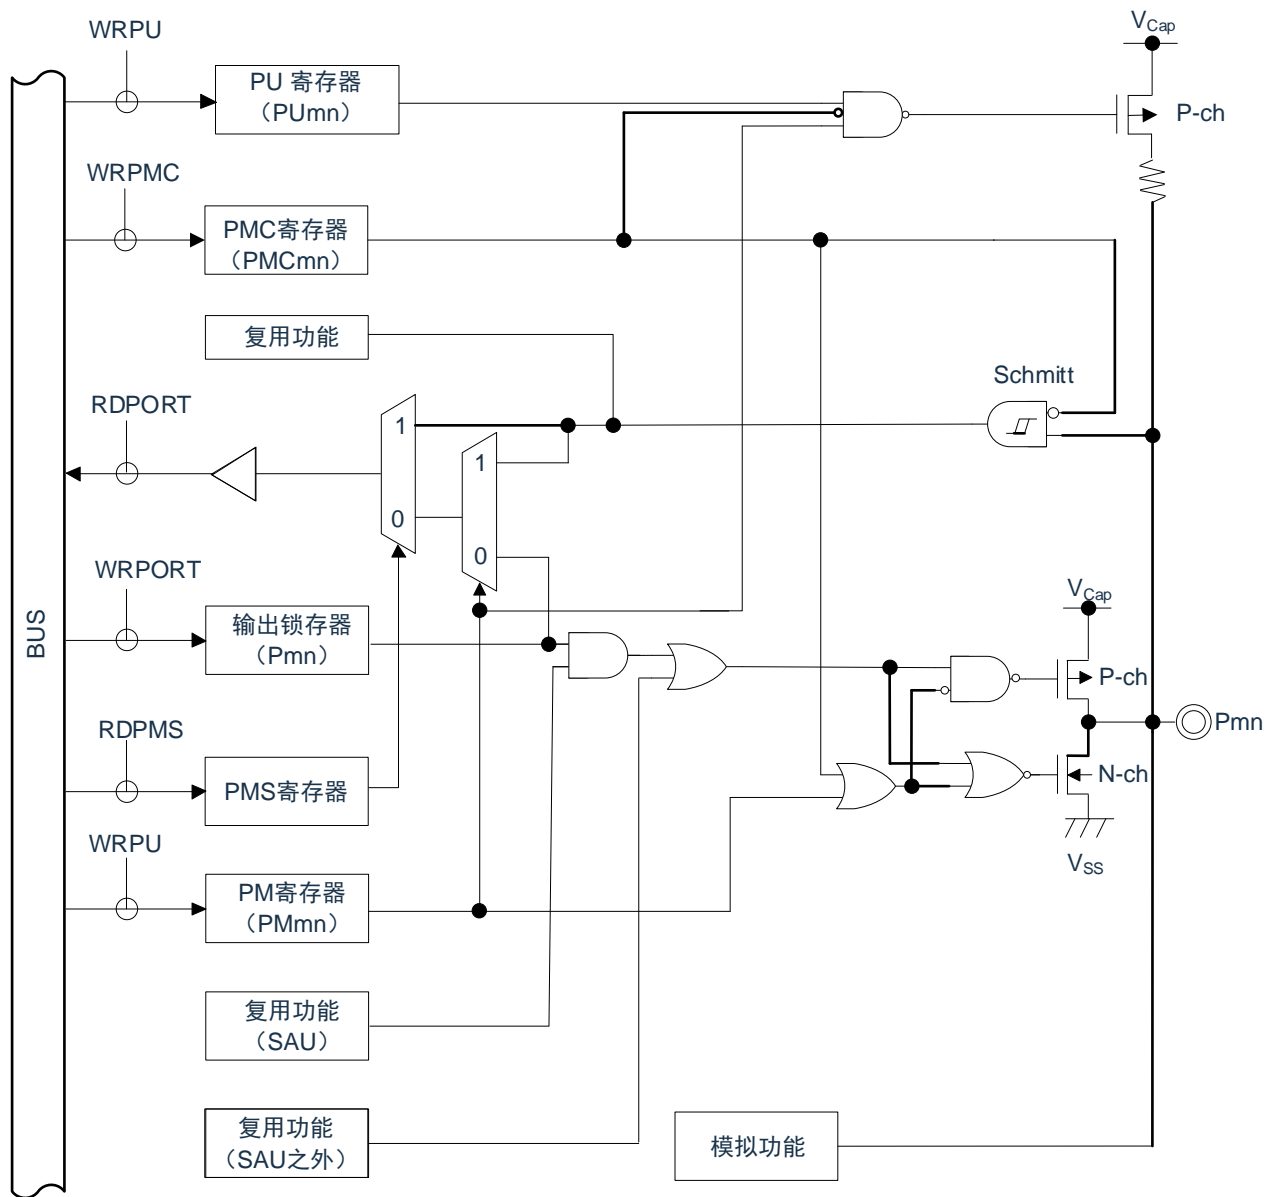 WRPU
V_Cap
PU 寄存器
（PUmn）
P-ch
WRPMC
PMC寄存器
（PMCmn）
复用功能
Schmitt
RDPORT
1
1
0
0
WRPORT
V_Cap
BUS
输出锁存器
（Pmn）
P-ch
Pmn
RDPMS
N-ch
PMS寄存器
WRPU
V_SS
PM寄存器
（PMmn）
复用功能
（SAU）
复用功能
（SAU之外）
模拟功能